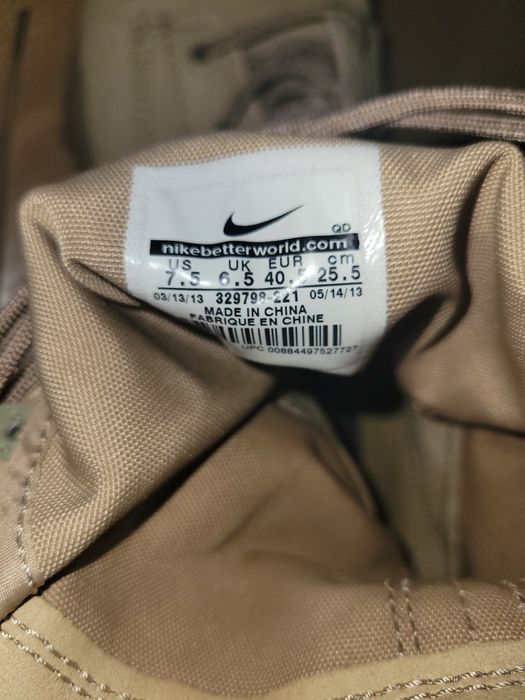 QD
nikebetterworld.com
US UK EUR cm
7.5 6.5 40.5 25.5
03/13/13 329798-221 05/14/13
MADE IN CHINA
FABRIQUE EN CHINE
UPC 00884497527727